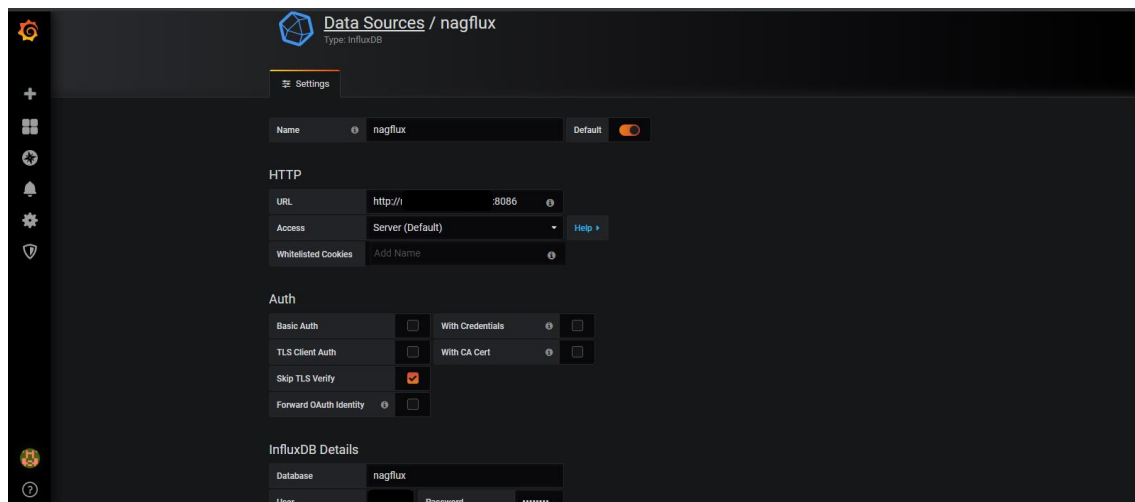 Data Sources / nagflux
Type: InfluxDB
Settings
Name nagflux Default
HTTP
URL http:// :8086
Access Server (Default) Help
Whitelisted Cookies Add Name
Auth
Basic Auth With Credentials
TLS Client Auth With CA Cert
Skip TLS Verify
Forward OAuth Identity
InfluxDB Details
Database nagflux
User Password ········